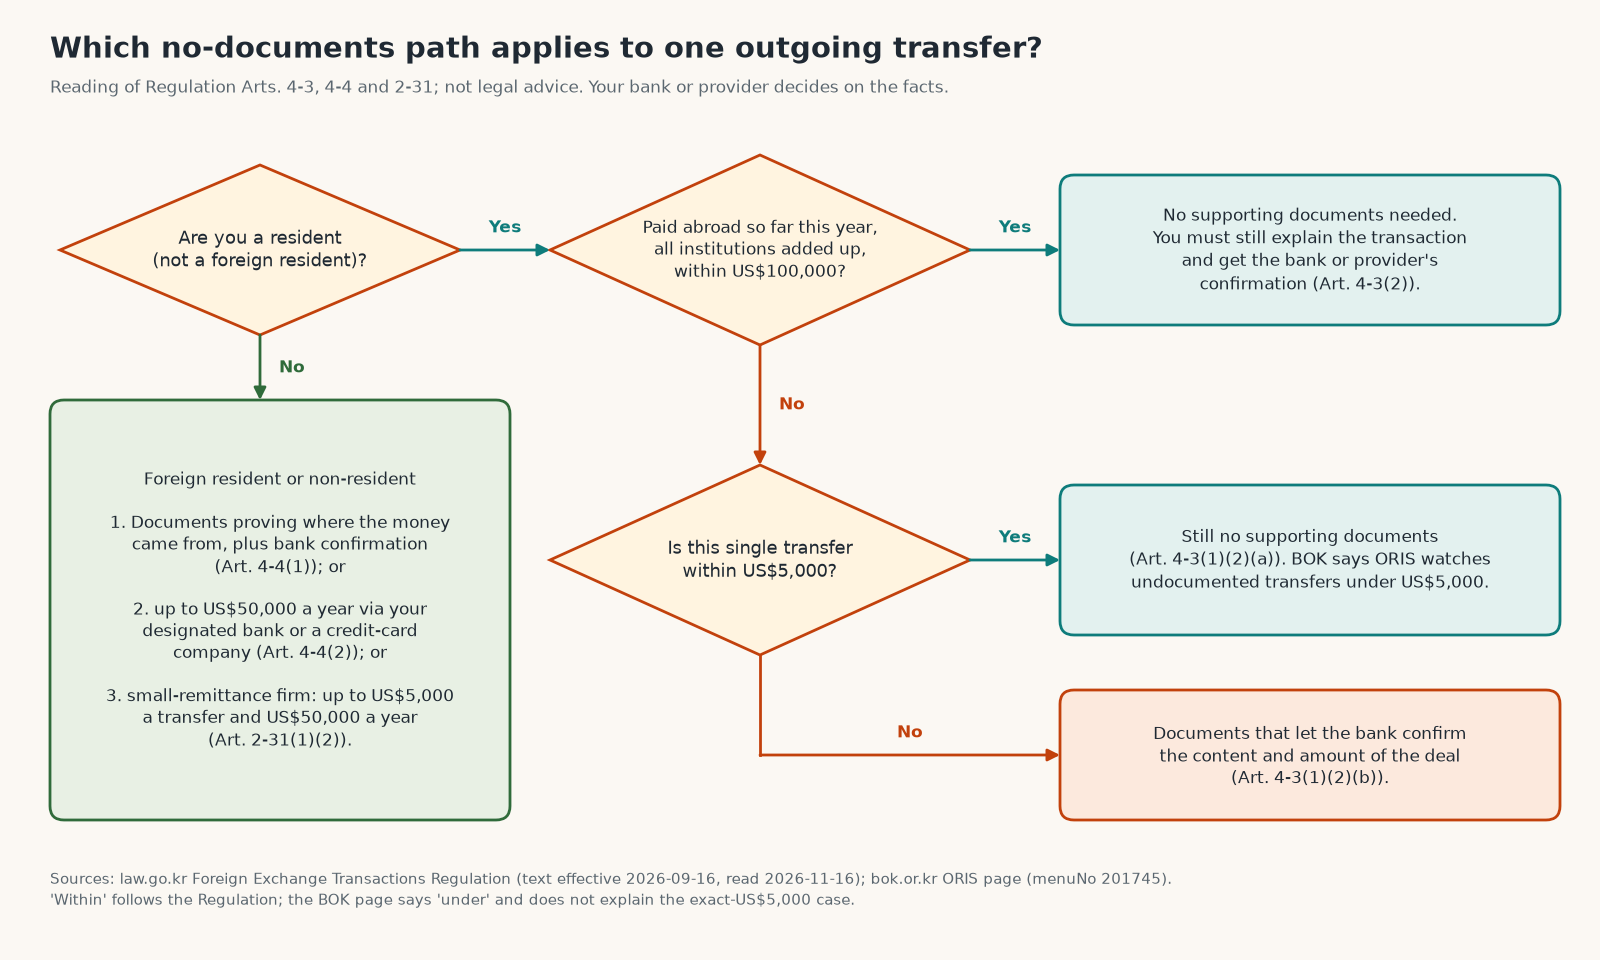 Which no-documents path applies to one outgoing transfer?
Reading of Regulation Arts. 4-3, 4-4 and 2-31; not legal advice. Your bank or provider decides on the facts.
Are you a resident
(not a foreign resident)?
Yes
Paid abroad so far this year,
all institutions added up,
within US$100,000?
Yes
No supporting documents needed.
You must still explain the transaction
and get the bank or provider's
confirmation (Art. 4-3(2)).
No
No
Foreign resident or non-resident
1. Documents proving where the money
came from, plus bank confirmation
(Art. 4-4(1)); or
2. up to US$50,000 a year via your
designated bank or a credit-card
company (Art. 4-4(2)); or
3. small-remittance firm: up to US$5,000
a transfer and US$50,000 a year
(Art. 2-31(1)(2)).
Is this single transfer
within US$5,000?
Yes
Still no supporting documents
(Art. 4-3(1)(2)(a)). BOK says ORIS watches
undocumented transfers under US$5,000.
No
Documents that let the bank confirm
the content and amount of the deal
(Art. 4-3(1)(2)(b)).
Sources: law.go.kr Foreign Exchange Transactions Regulation (text effective 2026-09-16, read 2026-11-16); bok.or.kr ORIS page (menuNo 201745).
'Within' follows the Regulation; the BOK page says 'under' and does not explain the exact-US$5,000 case.